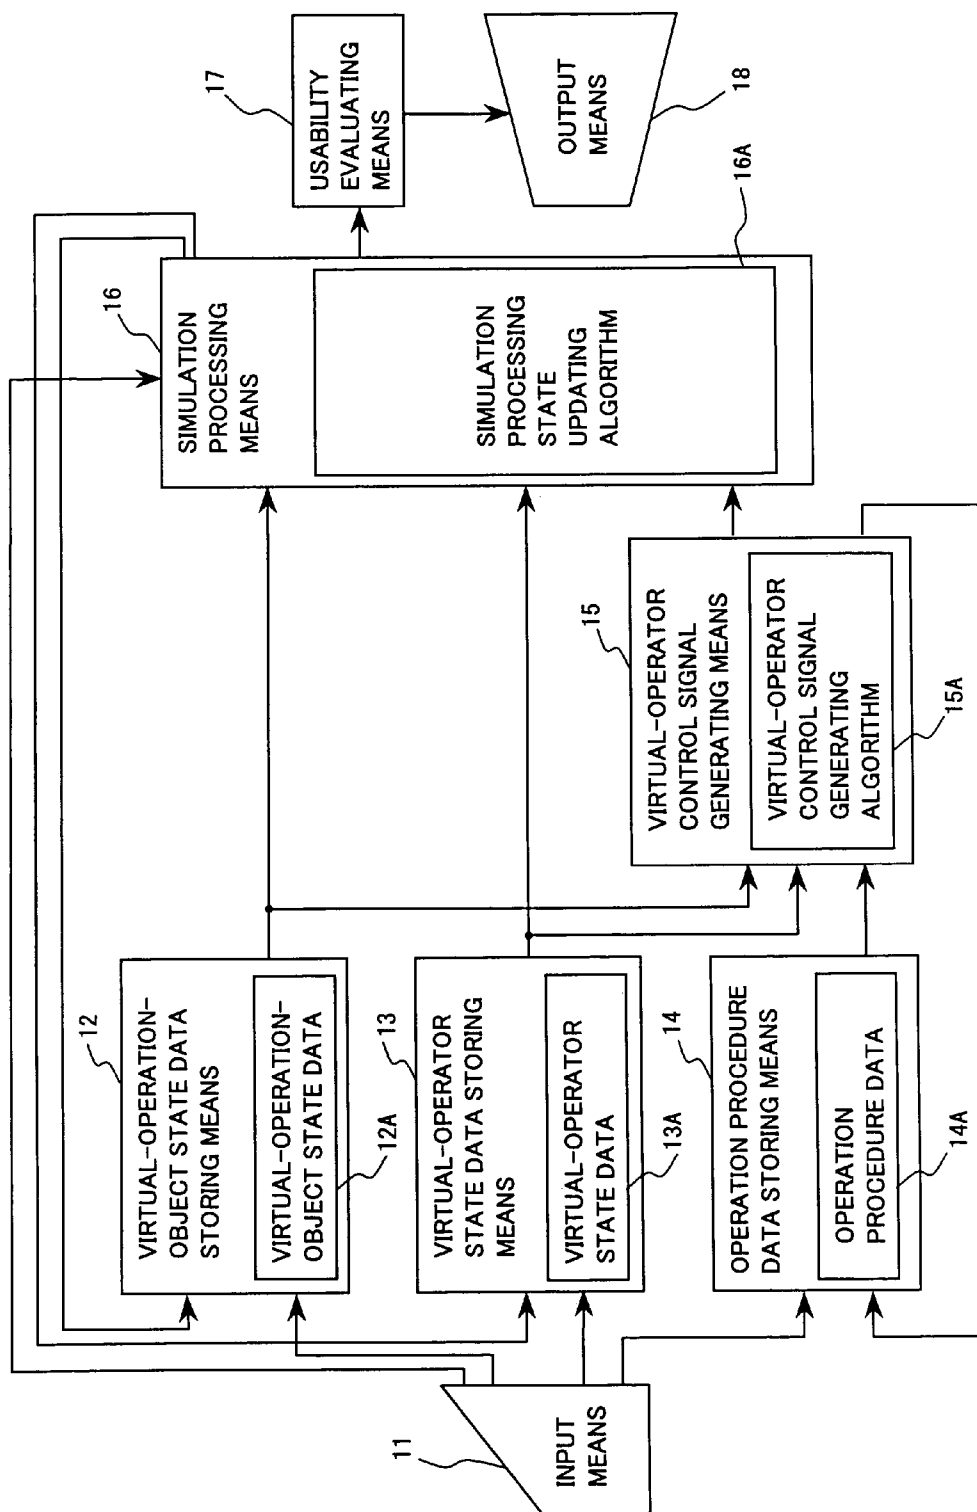 11
INPUT
MEANS
12
VIRTUAL-OPERATION-
OBJECT STATE DATA
STORING MEANS
VIRTUAL-OPERATION-
OBJECT STATE DATA
12A
13
VIRTUAL-OPERATOR
STATE DATA STORING
MEANS
VIRTUAL-OPERATOR
STATE DATA
13A
14
OPERATION PROCEDURE
DATA STORING MEANS
OPERATION
PROCEDURE DATA
14A
15
VIRTUAL-OPERATOR
CONTROL SIGNAL
GENERATING MEANS
VIRTUAL-OPERATOR
CONTROL SIGNAL
GENERATING
ALGORITHM
15A
16
SIMULATION
PROCESSING
MEANS
SIMULATION
PROCESSING
STATE
UPDATING
ALGORITHM
16A
17
USABILITY
EVALUATING
MEANS
OUTPUT
MEANS
18